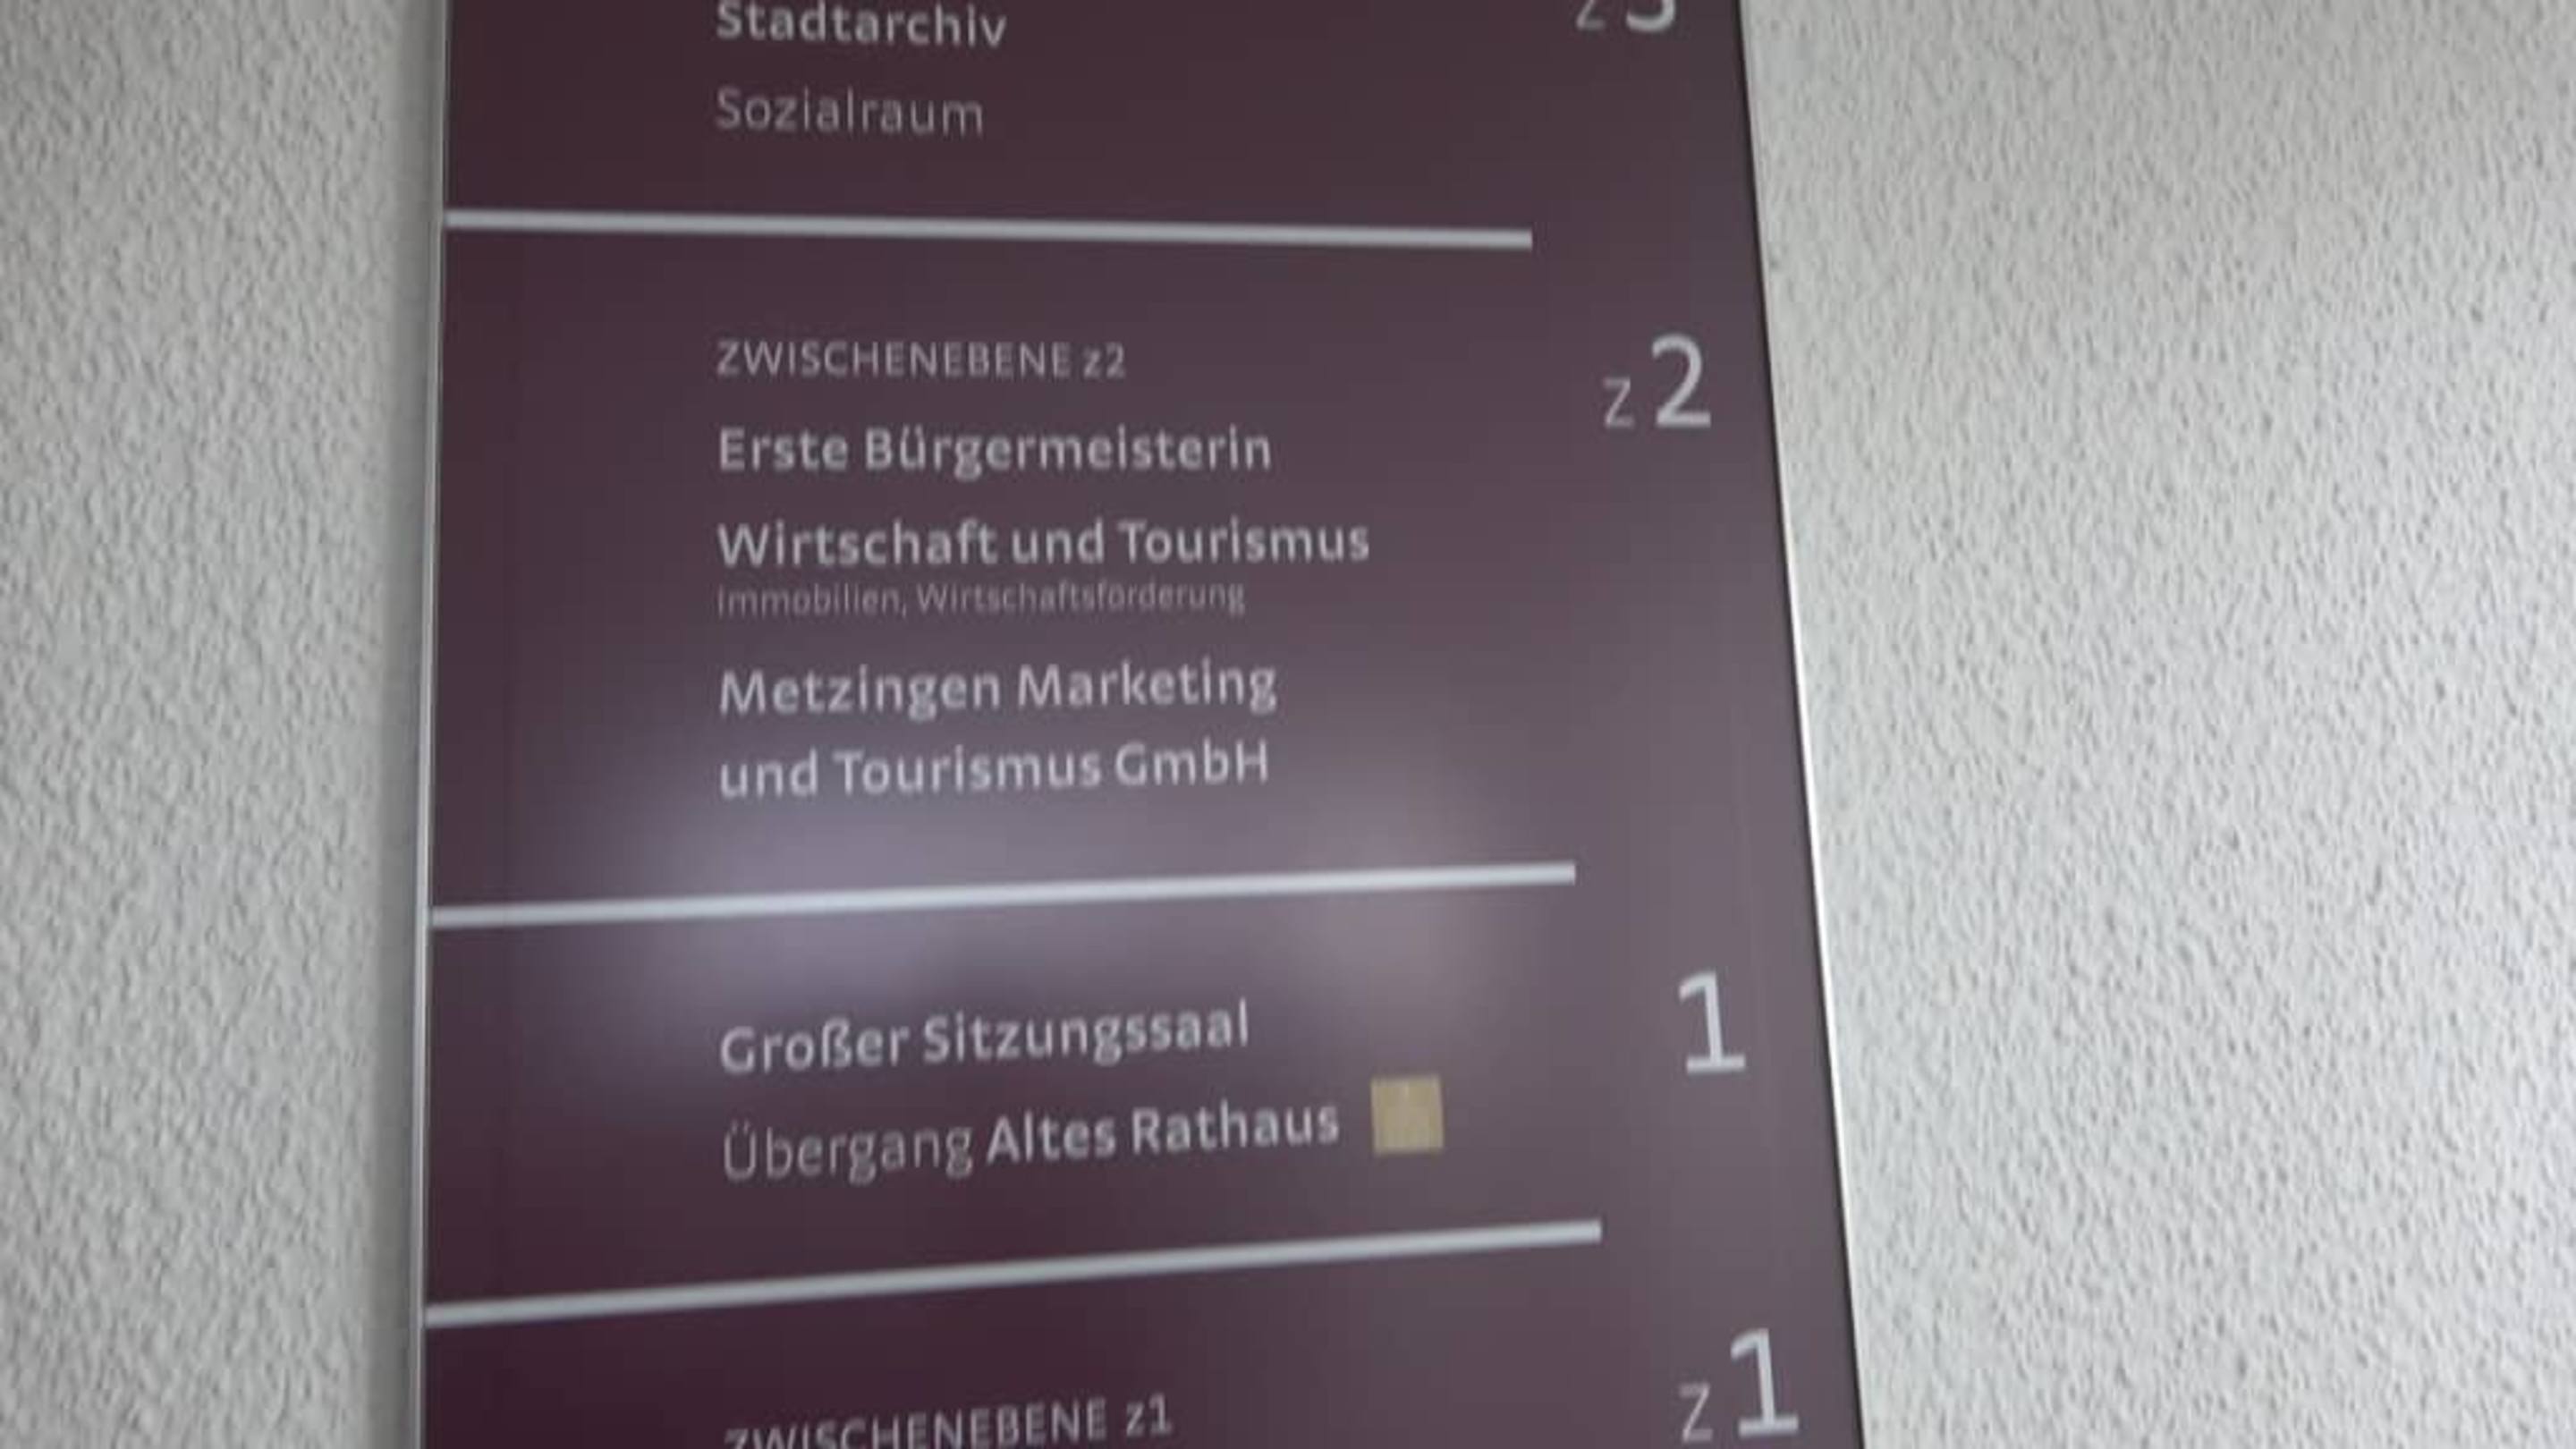 Stadtarchiv
Sozialraum
ZWISCHENEBENE z2
z2
Erste Bürgermeisterin
Wirtschaft und Tourismus
Immobilien, Wirtschaftsförderung
Metzingen Marketing
und Tourismus GmbH
Großer Sitzungssaal
1
Übergang Altes Rathaus
ZWISCHENEBENE z1
z1